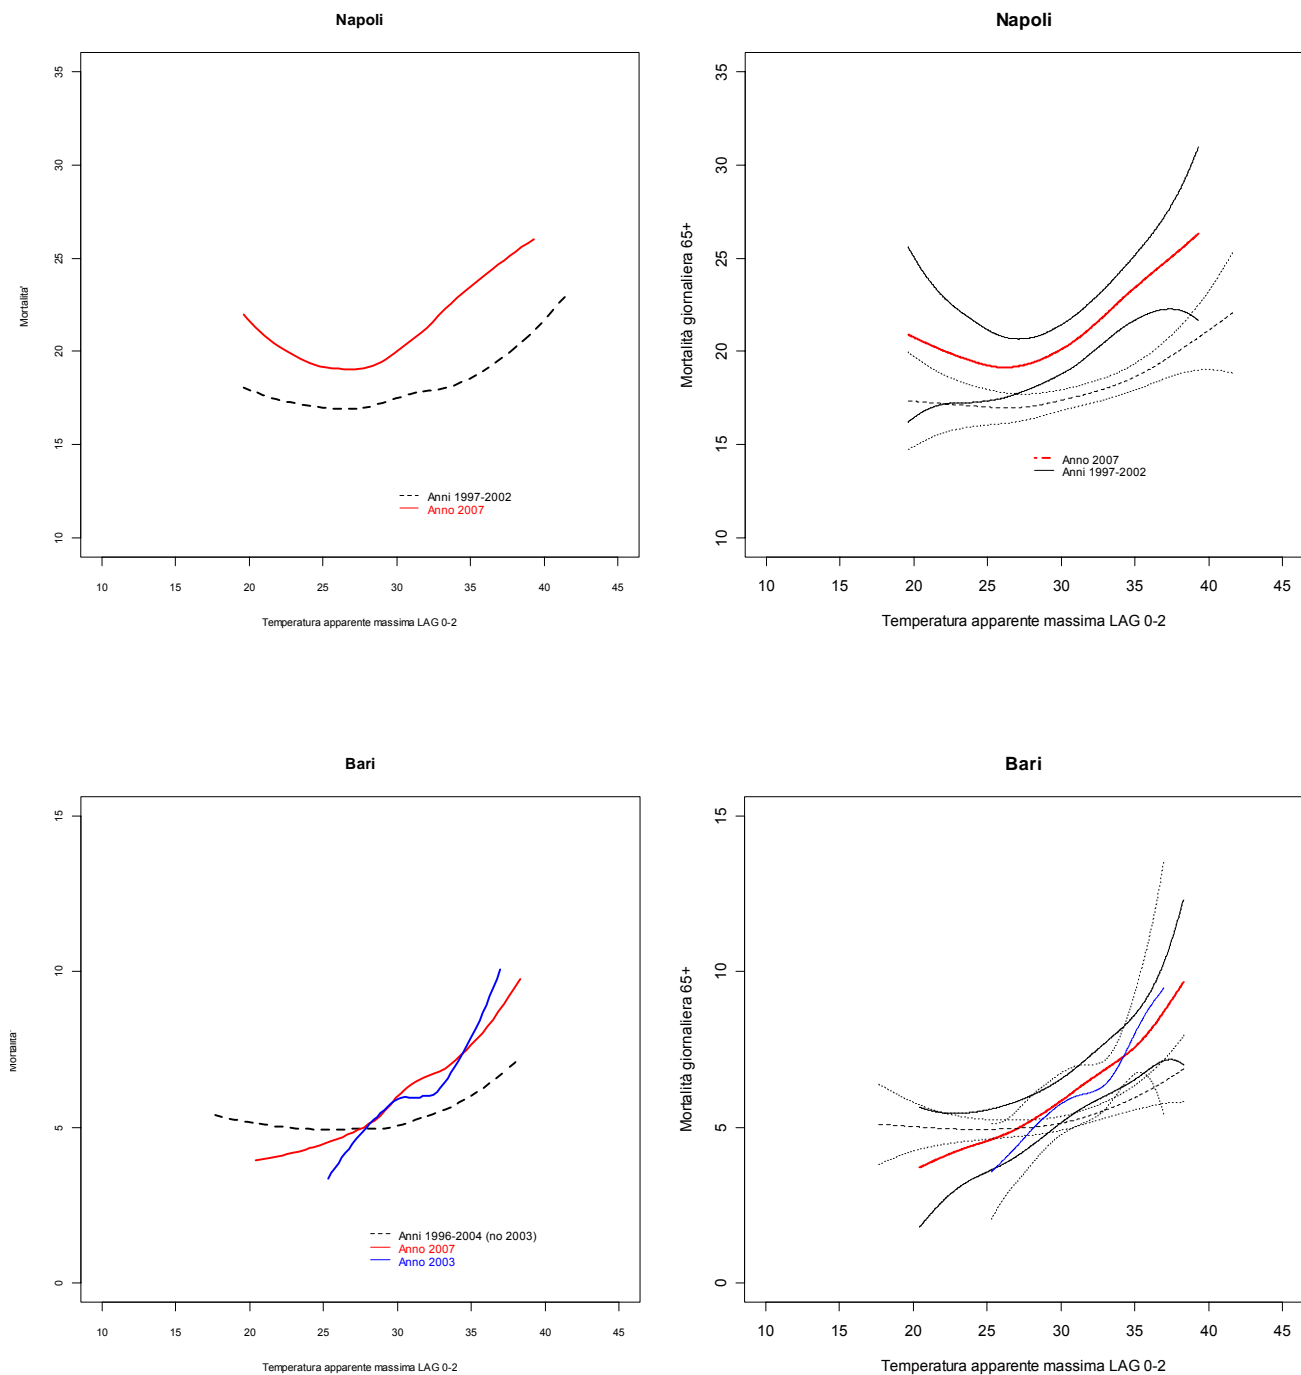 Napoli
35
30
25
20
15
10
Mortalita'
Anni 1997-2002
Anno 2007
10 15 20 25 30 35 40 45
Temperatura apparente massima LAG 0-2
Napoli
35
30
25
20
15
10
Mortalità giornaliera 65+
Anno 2007
Anni 1997-2002
10 15 20 25 30 35 40 45
Temperatura apparente massima LAG 0-2
Bari
15
10
5
0
Mortalita'
Anni 1996-2004 (no 2003)
Anno 2007
Anno 2003
10 15 20 25 30 35 40 45
Temperatura apparente massima LAG 0-2
Bari
15
10
5
0
Mortalità giornaliera 65+
10 15 20 25 30 35 40 45
Temperatura apparente massima LAG 0-2